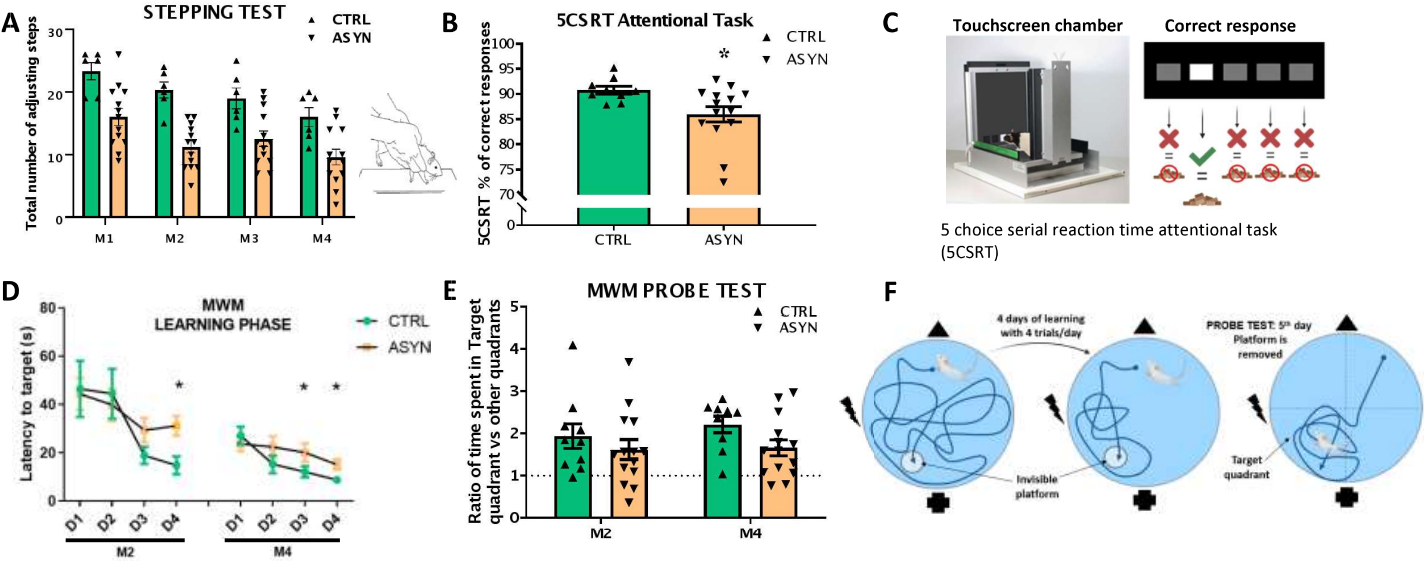 A
STEPPING TEST
CTRL
ASYN
Total number of adjusting steps
30
20
10
0
M1
M2
M3
M4
B
5CSRT Attentional Task
CTRL
ASYN
*
5CSRT % of correct responses
100
95
90
85
80
75
70
0
CTRL
ASYN
C
Touchscreen chamber
Correct response
=
=
=
=
=
5 choice serial reaction time attentional task
(5CSRT)
D
MWM
LEARNING PHASE
CTRL
ASYN
Latency to target (s)
80
60
40
20
0
*
*
*
D1
D2
D3
D4
D1
D2
D3
D4
M2
M4
E
MWM PROBE TEST
CTRL
ASYN
Ratio of time spent in Target
quadrant vs other quadrants
5
4
3
2
1
0
M2
M4
F
4 days of learning
with 4 trials/day
PROBE TEST: 5th day
Platform is
removed
Invisible
platform
Target
quadrant